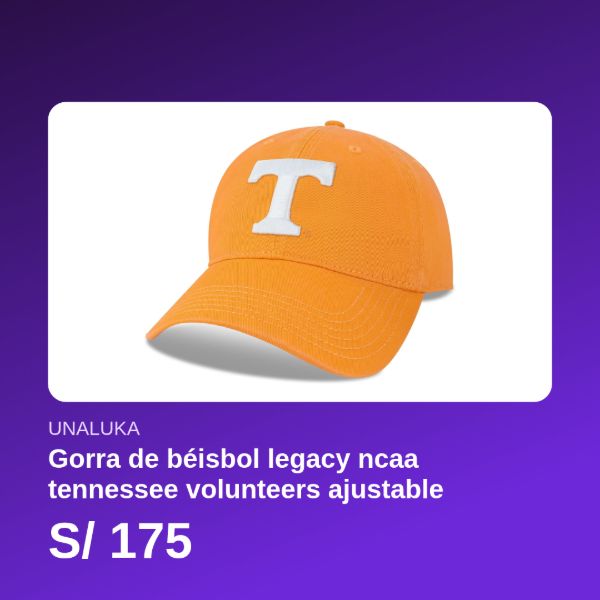 T
UNALUKA
Gorra de béisbol legacy ncaa
tennessee volunteers ajustable
S/ 175